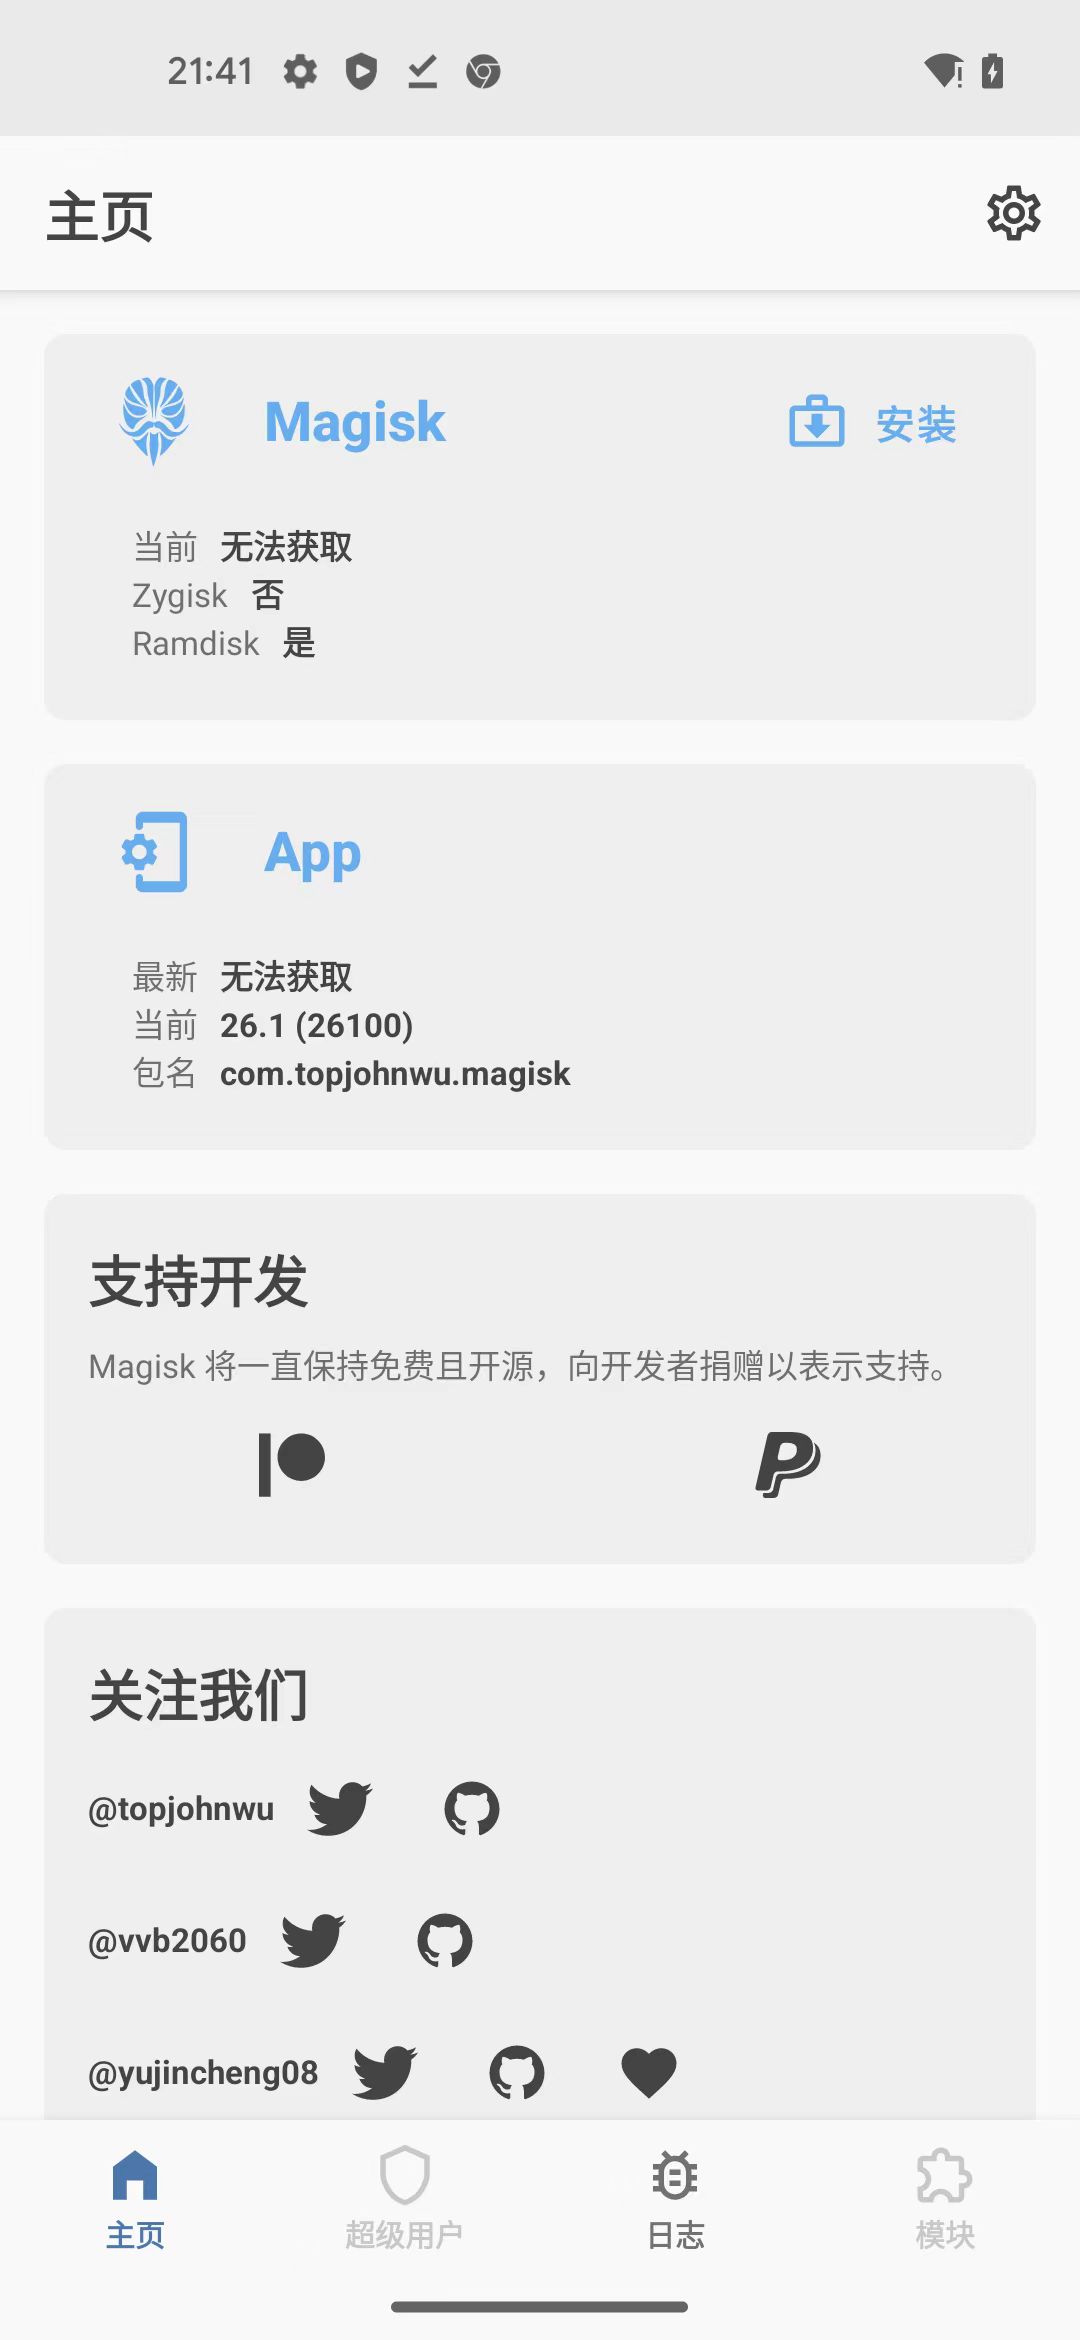 21:41
主页
Magisk
安装
当前 无法获取
Zygisk 否
Ramdisk 是
App
最新 无法获取
当前 26.1 (26100)
包名 com.topjohnwu.magisk
支持开发
Magisk 将一直保持免费且开源，向开发者捐赠以表示支持。
关注我们
@topjohnwu
@vvb2060
@yujincheng08
主页 超级用户 日志 模块